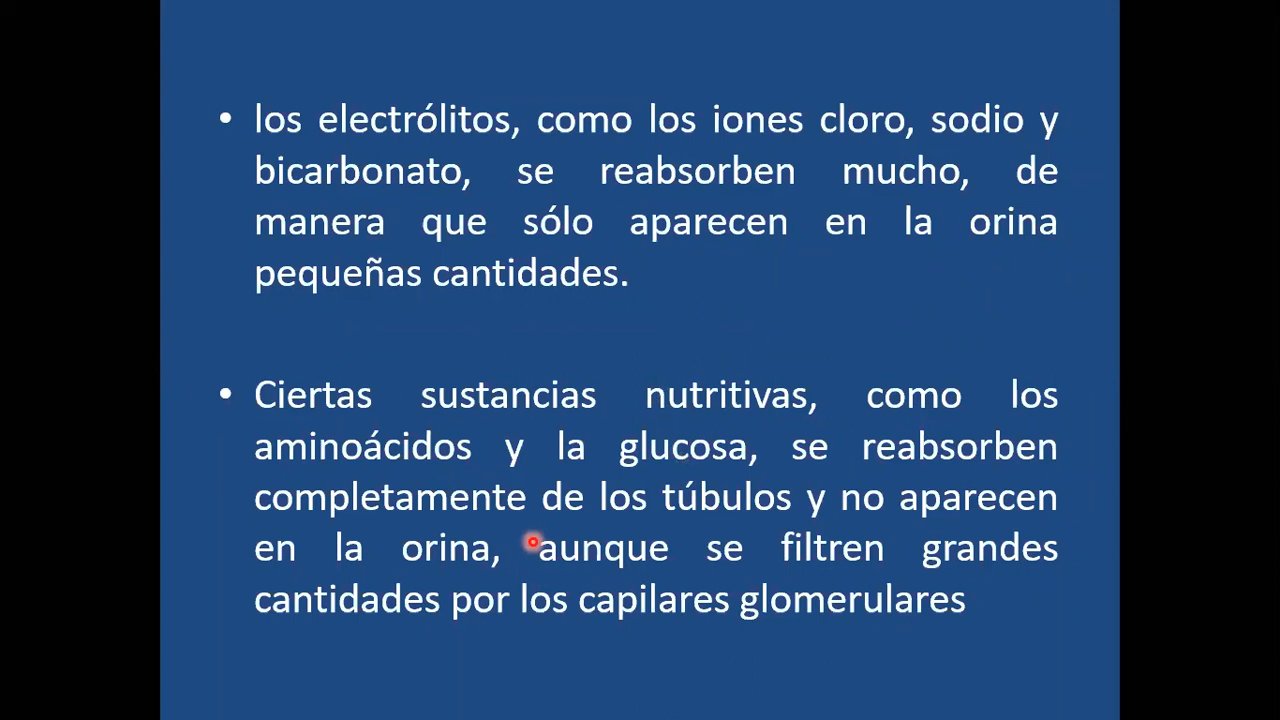 • los electrólitos, como los iones cloro, sodio y
bicarbonato, se reabsorben mucho, de
manera que sólo aparecen en la orina
pequeñas cantidades.
• Ciertas sustancias nutritivas, como los
aminoácidos y la glucosa, se reabsorben
completamente de los túbulos y no aparecen
en la orina, aunque se filtren grandes
cantidades por los capilares glomerulares